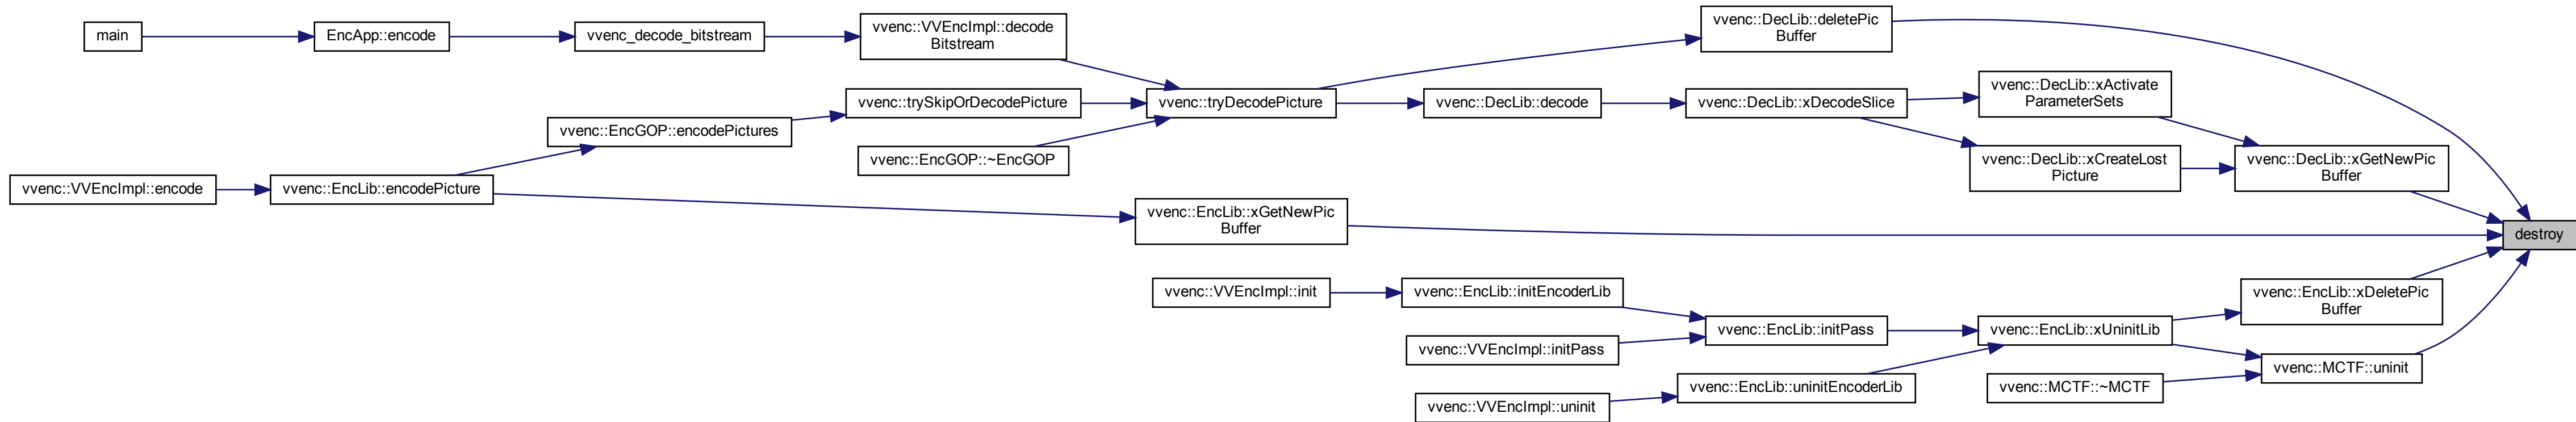 main
EncApp::encode
vvenc_decode_bitstream
vvenc::VVEncImpl::decode
Bitstream
vvenc::DecLib::deletePic
Buffer
vvenc::trySkipOrDecodePicture
vvenc::tryDecodePicture
vvenc::DecLib::decode
vvenc::DecLib::xDecodeSlice
vvenc::DecLib::xActivate
ParameterSets
vvenc::EncGOP::encodePictures
vvenc::EncGOP::~EncGOP
vvenc::DecLib::xCreateLost
Picture
vvenc::DecLib::xGetNewPic
Buffer
vvenc::VVEncImpl::encode
vvenc::EncLib::encodePicture
vvenc::EncLib::xGetNewPic
Buffer
destroy
vvenc::VVEncImpl::init
vvenc::EncLib::initEncoderLib
vvenc::EncLib::xDeletePic
Buffer
vvenc::EncLib::initPass
vvenc::EncLib::xUninitLib
vvenc::VVEncImpl::initPass
vvenc::MCTF::uninit
vvenc::EncLib::uninitEncoderLib
vvenc::MCTF::~MCTF
vvenc::VVEncImpl::uninit